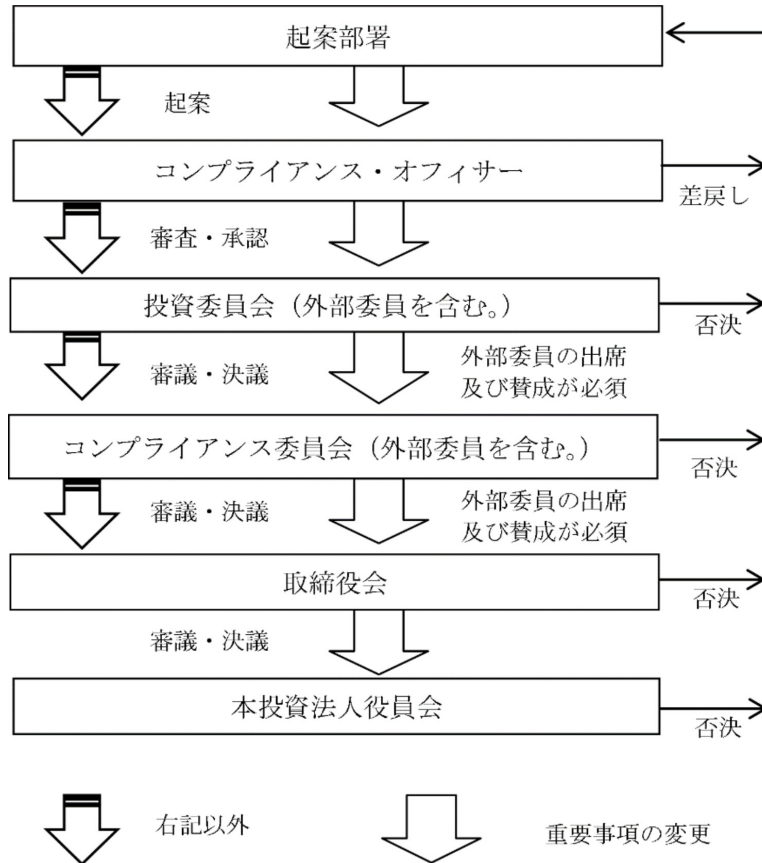 起案部署
起案
コンプライアンス・オフィサー
差戻し
審査・承認
投資委員会（外部委員を含む。）
否決
審議・決議
外部委員の出席
及び賛成が必須
コンプライアンス委員会（外部委員を含む。）
否決
審議・決議
外部委員の出席
及び賛成が必須
取締役会
否決
審議・決議
本投資法人役員会
否決
右記以外
重要事項の変更